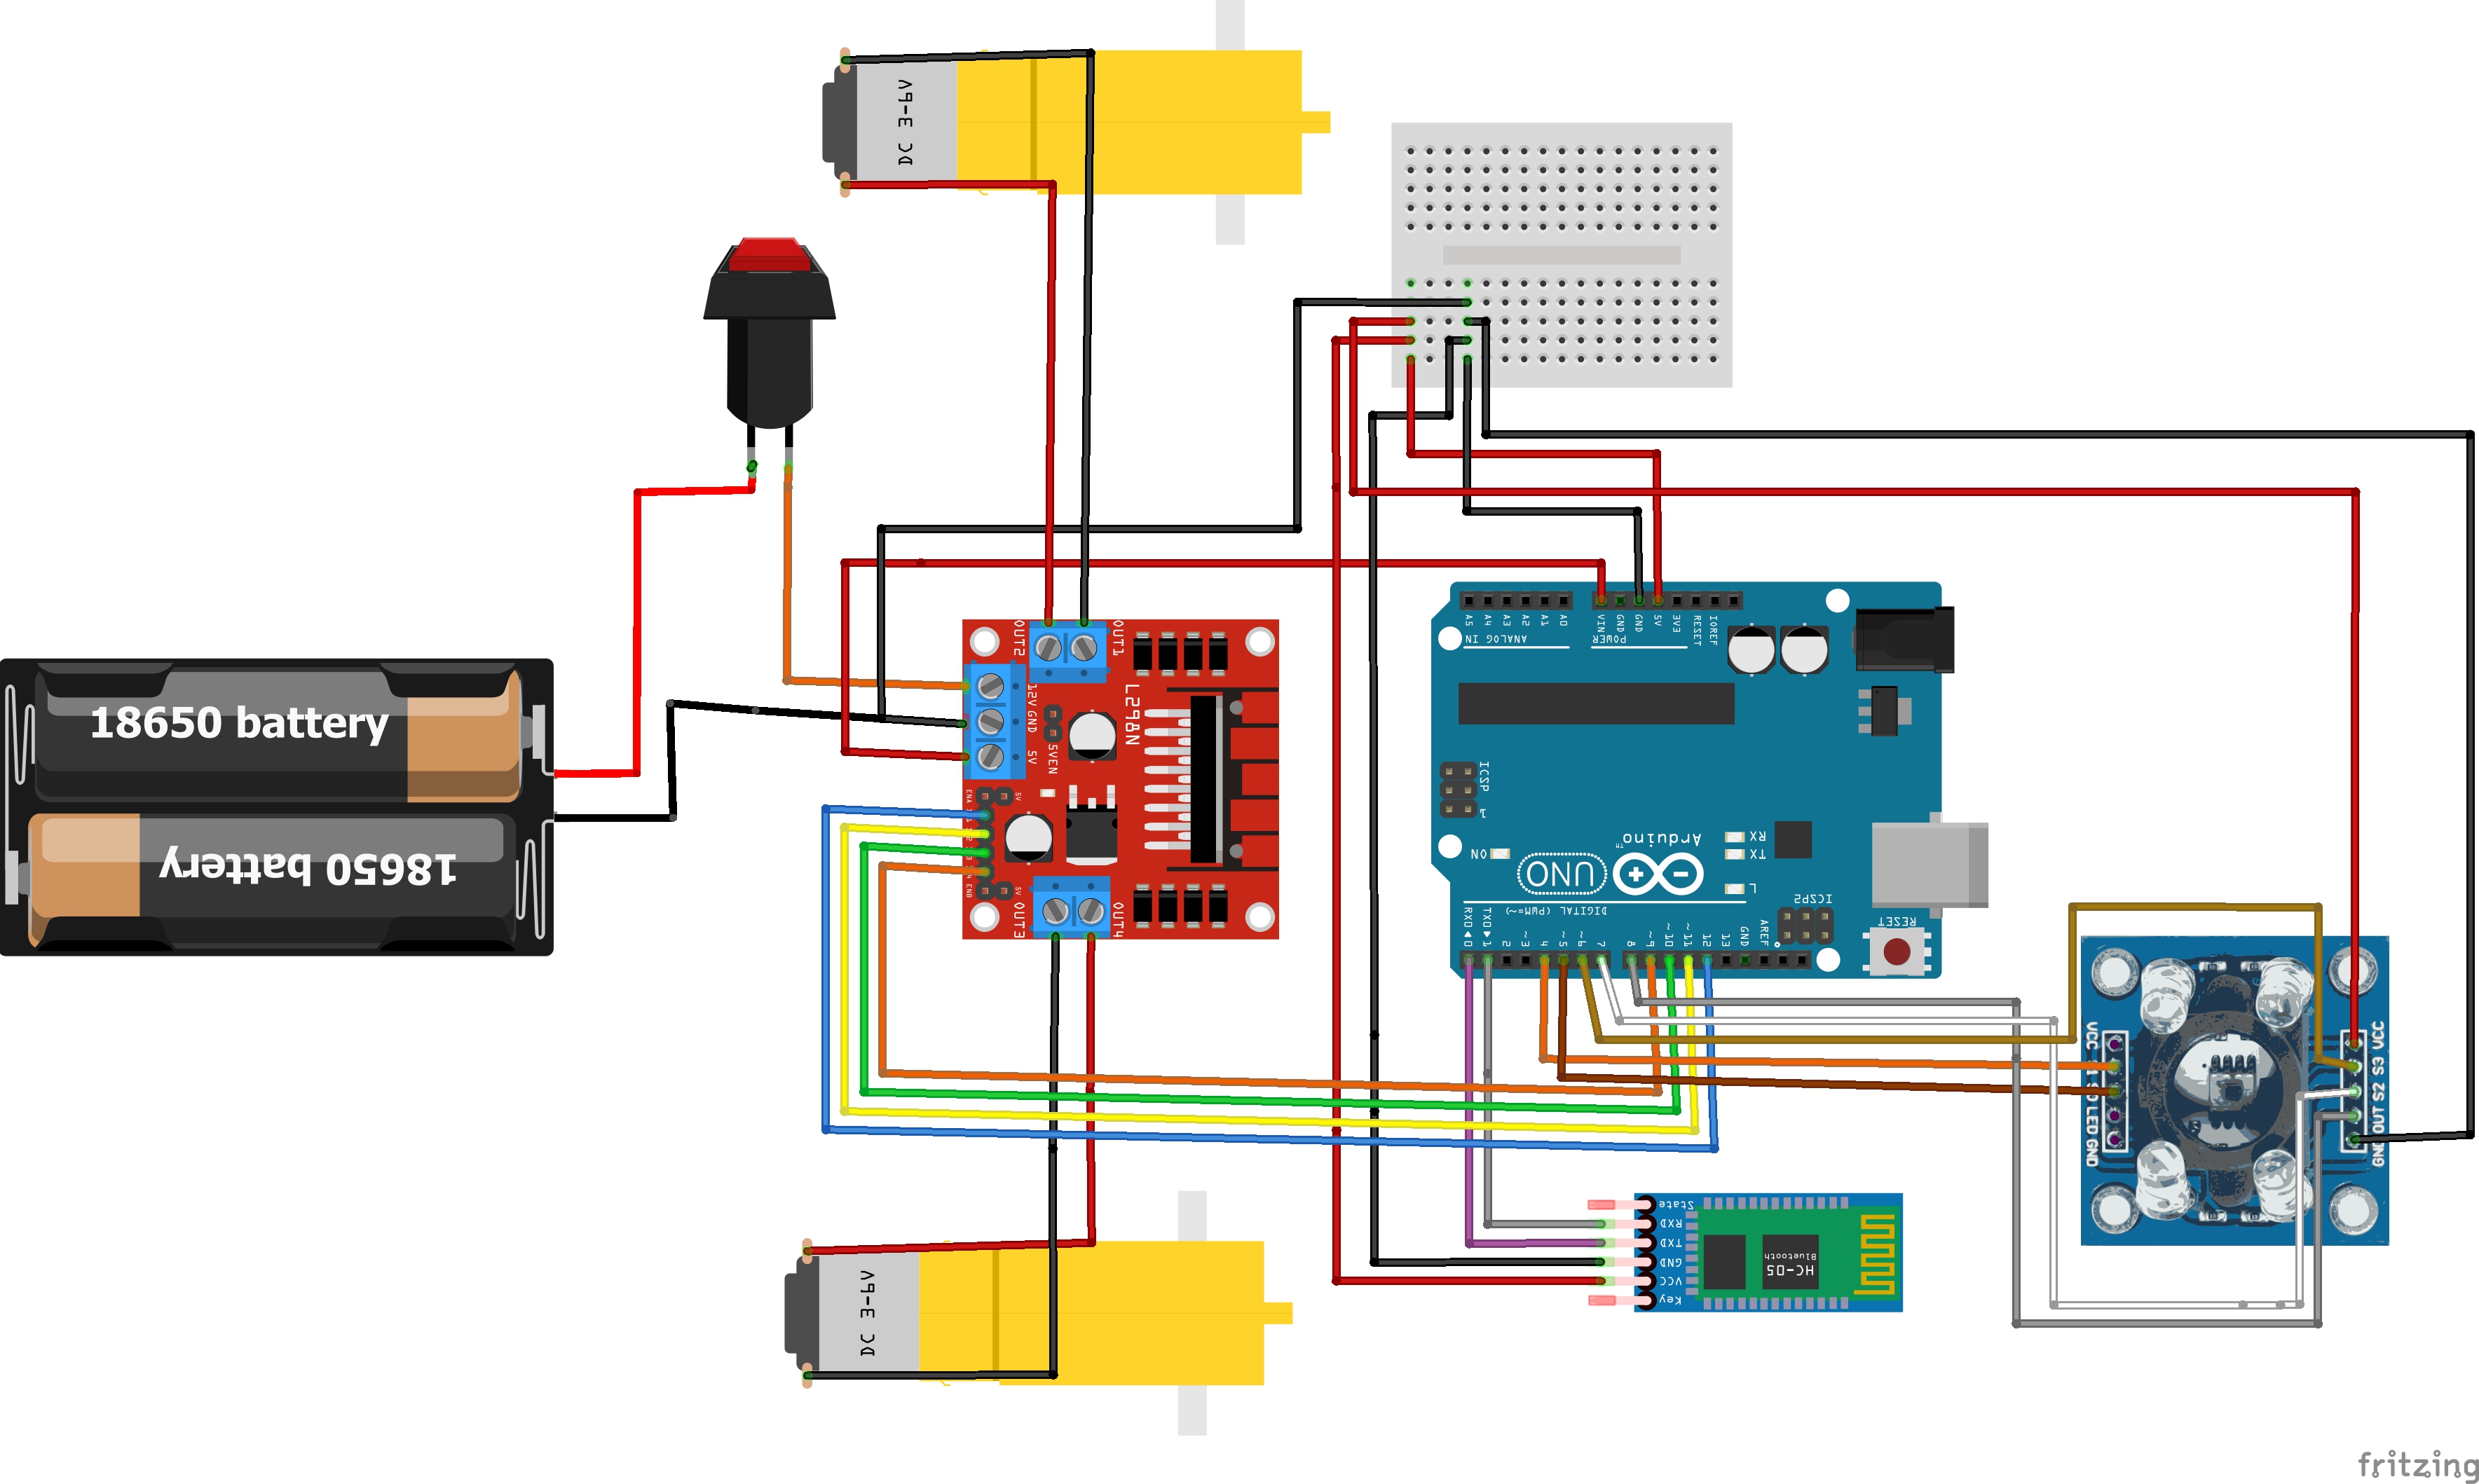 DC 3-6V
18650 battery
18650 battery
OUT2
OUT1
12V
GND
5V
5VEN
L298N
ENA
5V
ENB
5V
OUT3
OUT4
A5
A4
A3
A2
A1
A0
VIN
GND
GND
5V
3V3
RESET
IOREF
ANALOG IN
POWER
ICSP
1
Arduino
TM
RX
TX
ON
UNO
L
ICSP2
DIGITAL (PWM=~)
RX0 0
TX0 1
2
~3
4
~5
~6
7
8
~9
~10
~11
12
13
GND
AREF
RESET
VCC
LED
GND
VCC
S3
S2
OUT
GND
State
RXD
TXD
GND
VCC
Key
Bluetooth
HC-05
DC 3-6V
fritzing